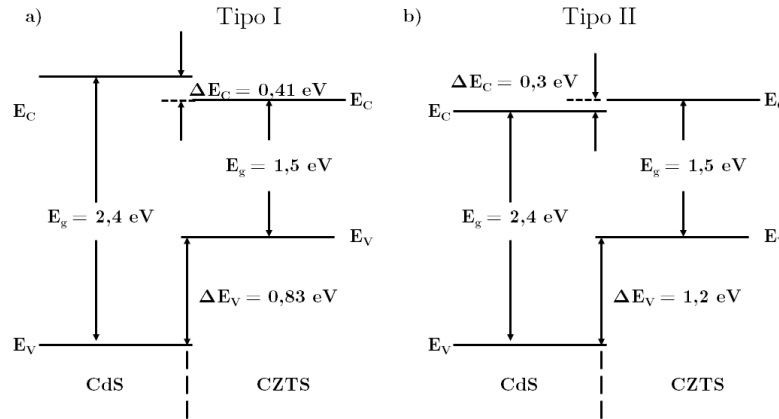 a) Tipo I
ΔE_C = 0,41 eV
E_C
E_C
E_g = 1,5 eV
E_g = 2,4 eV
E_V
ΔE_V = 0,83 eV
E_V
CdS CZTS
b) Tipo II
ΔE_C = 0,3 eV
E_C
E_g = 1,5 eV
E_g = 2,4 eV
ΔE_V = 1,2 eV
E_V
CdS CZTS